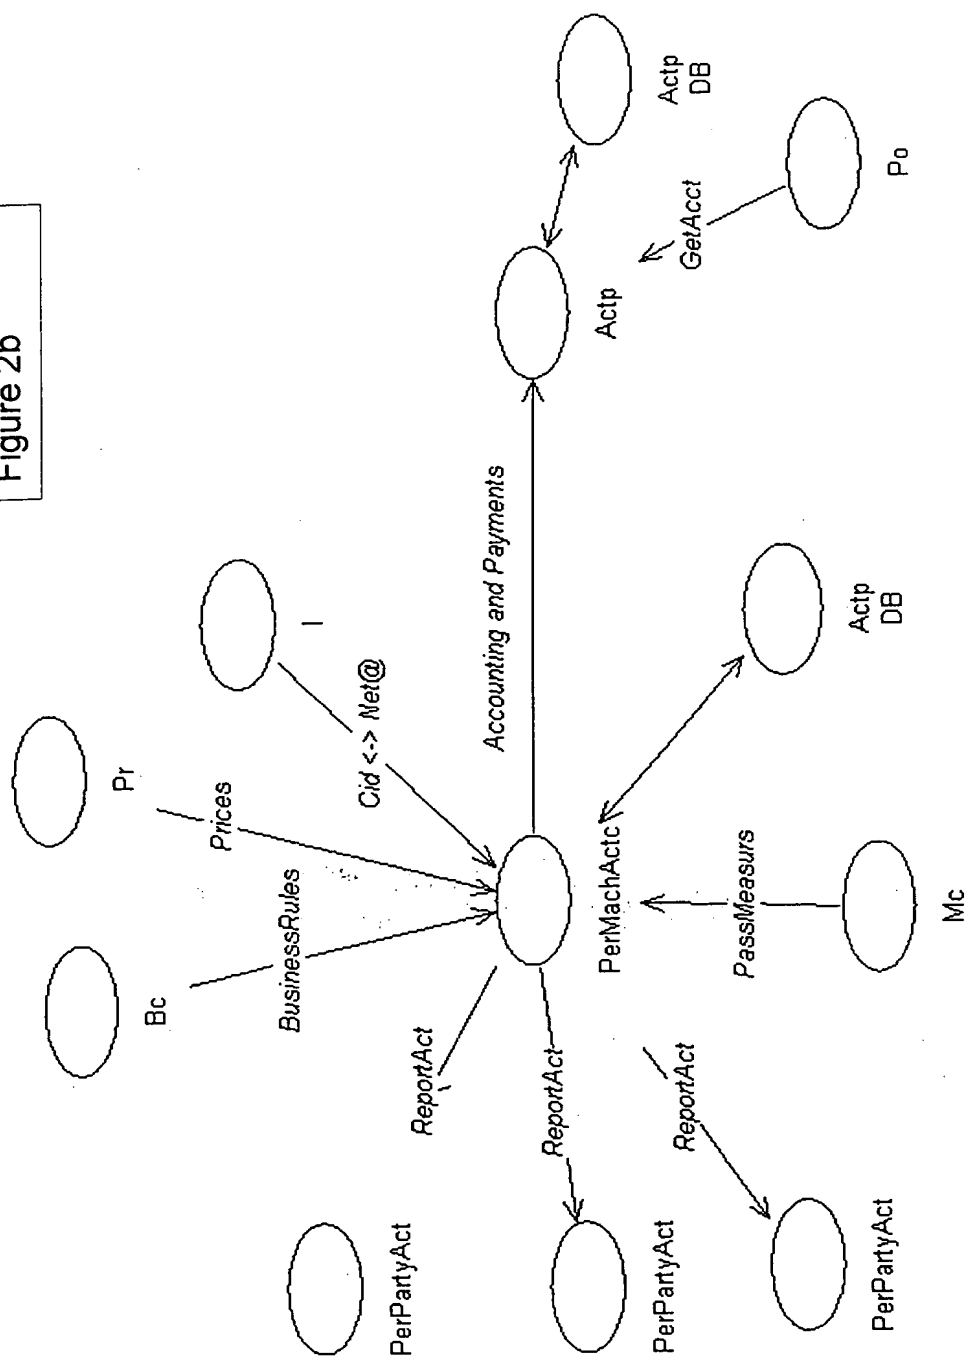 Figure 2b
Pr
Bc
Prices
BusinessRules
I
Cid <-> Net@
PerPartyAct
ReportAct
Accounting and Payments
ReportAct
PerMachActc
Actp
PerPartyAct
Actp
DB
ReportAct
GetAcct
PassMeasurs
Actp
DB
PerPartyAct
Po
Mc